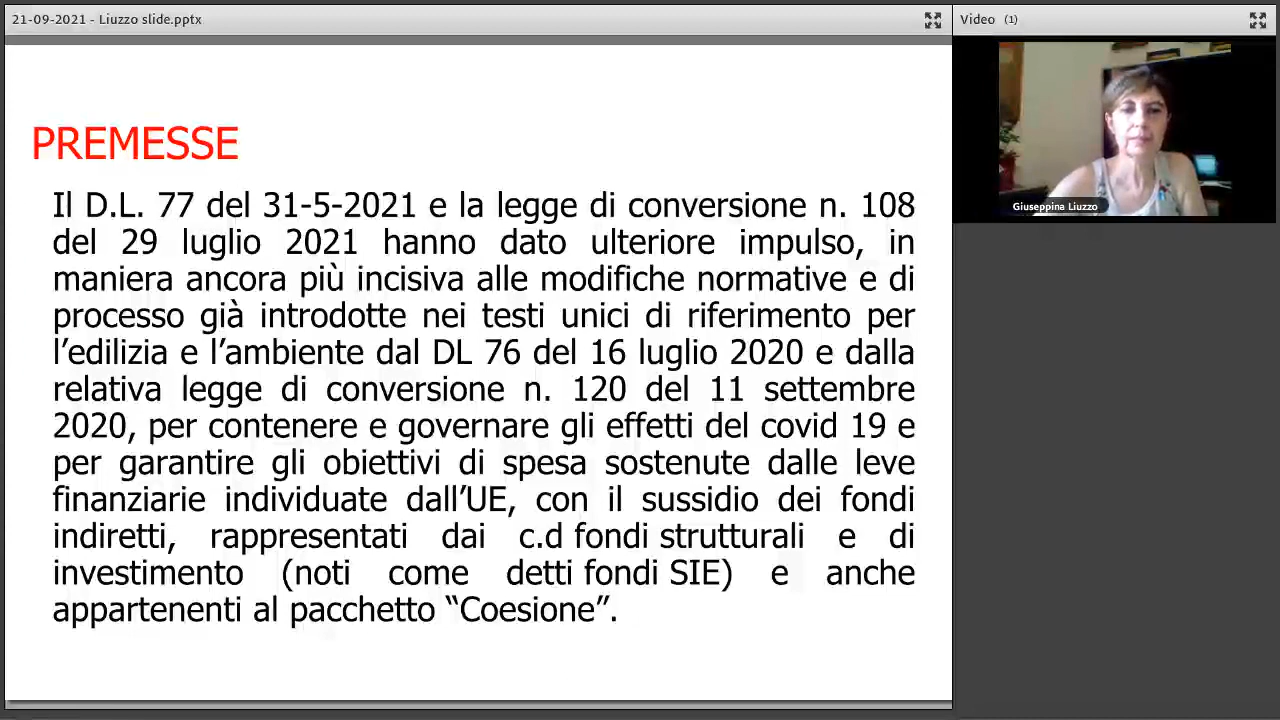 21-09-2021 - Liuzzo slide.pptx
Video (1)
Giuseppina Liuzzo
PREMESSE
Il D.L. 77 del 31-5-2021 e la legge di conversione n. 108
del 29 luglio 2021 hanno dato ulteriore impulso, in
maniera ancora più incisiva alle modifiche normative e di
processo già introdotte nei testi unici di riferimento per
l’edilizia e l’ambiente dal DL 76 del 16 luglio 2020 e dalla
relativa legge di conversione n. 120 del 11 settembre
2020, per contenere e governare gli effetti del covid 19 e
per garantire gli obiettivi di spesa sostenute dalle leve
finanziarie individuate dall’UE, con il sussidio dei fondi
indiretti, rappresentati dai c.d fondi strutturali e di
investimento (noti come detti fondi SIE) e anche
appartenenti al pacchetto “Coesione”.